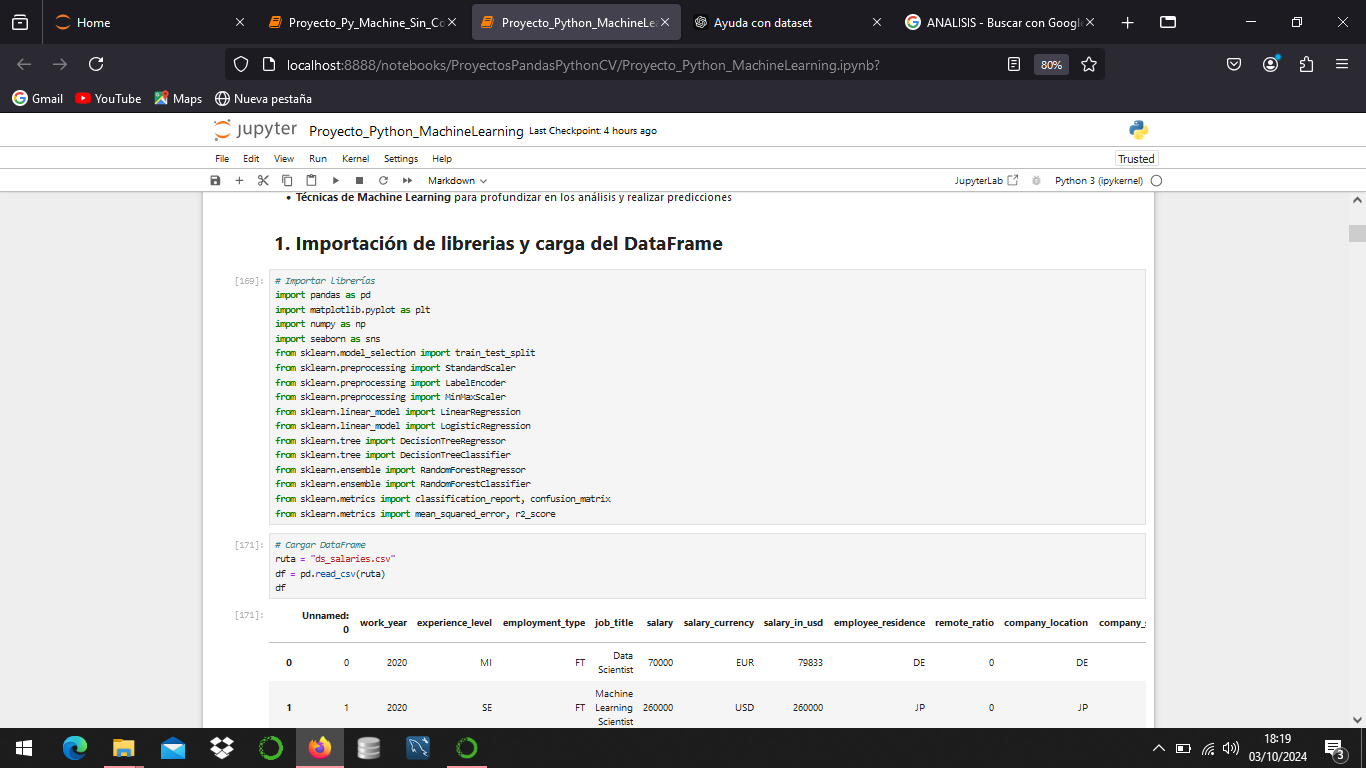 Home
Proyecto_Py_Machine_Sin_Co
Proyecto_Python_MachineLea
Ayuda con dataset
ANALISIS - Buscar con Google
localhost:8888/notebooks/ProyectosPandasPythonCV/Proyecto_Python_MachineLearning.ipynb?
80%
Gmail
YouTube
Maps
Nueva pestaña
jupyter
Proyecto_Python_MachineLearning Last Checkpoint: 4 hours ago
File Edit View Run Kernel Settings Help
Trusted
Markdown
JupyterLab
Python 3 (ipykernel)
• Técnicas de Machine Learning para profundizar en los análisis y realizar predicciones
1. Importación de librerias y carga del DataFrame
[169]:
# Importar librerías
import pandas as pd
import matplotlib.pyplot as plt
import numpy as np
import seaborn as sns
from sklearn.model_selection import train_test_split
from sklearn.preprocessing import StandardScaler
from sklearn.preprocessing import LabelEncoder
from sklearn.preprocessing import MinMaxScaler
from sklearn.linear_model import LinearRegression
from sklearn.linear_model import LogisticRegression
from sklearn.tree import DecisionTreeRegressor
from sklearn.tree import DecisionTreeClassifier
from sklearn.ensemble import RandomForestRegressor
from sklearn.ensemble import RandomForestClassifier
from sklearn.metrics import classification_report, confusion_matrix
from sklearn.metrics import mean_squared_error, r2_score
[171]:
# Cargar DataFrame
ruta = "ds_salaries.csv"
df = pd.read_csv(ruta)
df
[171]:
Unnamed: 0 work_year experience_level employment_type job_title salary salary_currency salary_in_usd employee_residence remote_ratio company_location company_s
0 0 2020 MI FT Data Scientist 70000 EUR 79833 DE 0 DE
1 1 2020 SE FT Machine Learning Scientist 260000 USD 260000 JP 0 JP
18:19
03/10/2024
3